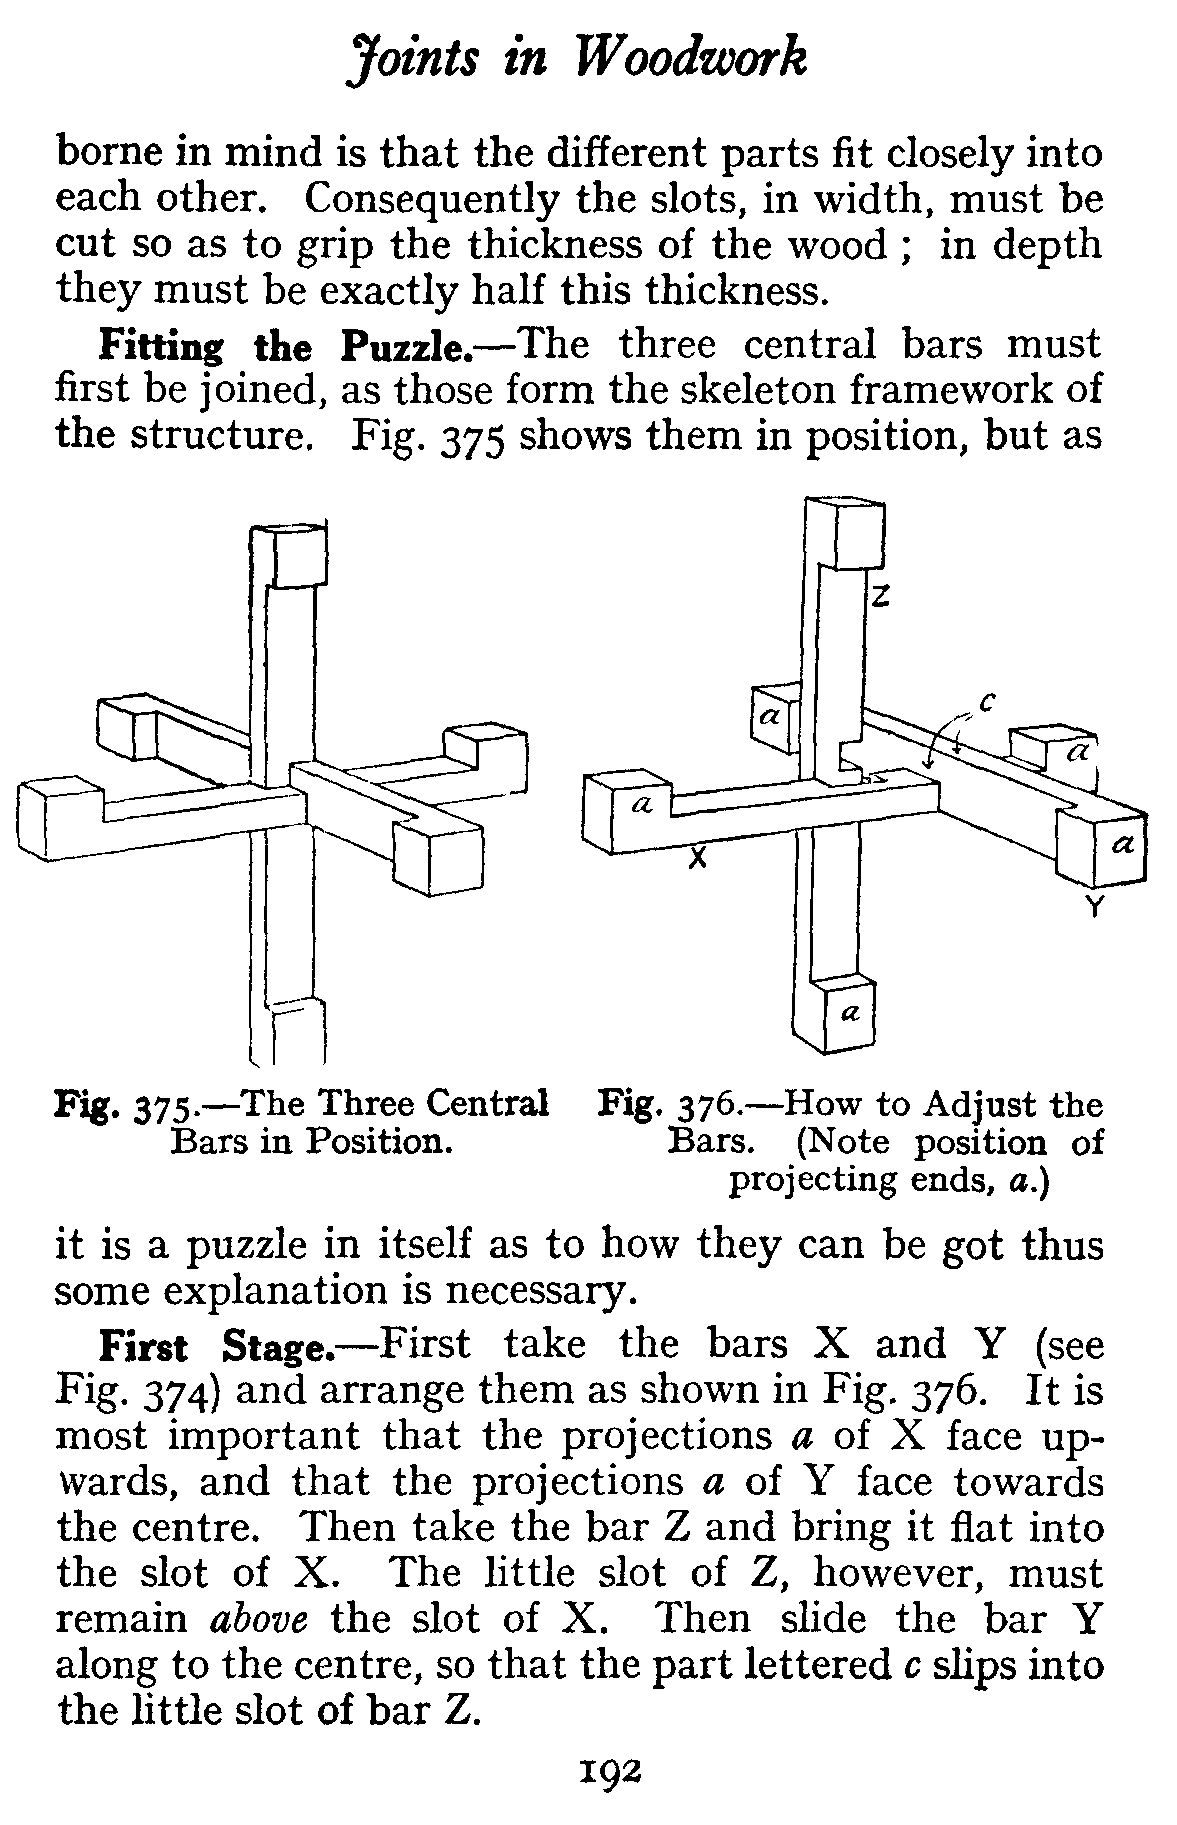 Joints in Woodwork
borne in mind is that the different parts fit closely into
each other. Consequently the slots, in width, must be
cut so as to grip the thickness of the wood ; in depth
they must be exactly half this thickness.
Fitting the Puzzle.—The three central bars must
first be joined, as those form the skeleton framework of
the structure. Fig. 375 shows them in position, but as
Z
c
a
a
a
X
a
Y
a
Fig. 375.—The Three Central
Bars in Position.
Fig. 376.—How to Adjust the
Bars. (Note position of
projecting ends, a.)
it is a puzzle in itself as to how they can be got thus
some explanation is necessary.
First Stage.—First take the bars X and Y (see
Fig. 374) and arrange them as shown in Fig. 376. It is
most important that the projections a of X face up-
wards, and that the projections a of Y face towards
the centre. Then take the bar Z and bring it flat into
the slot of X. The little slot of Z, however, must
remain above the slot of X. Then slide the bar Y
along to the centre, so that the part lettered c slips into
the little slot of bar Z.
192